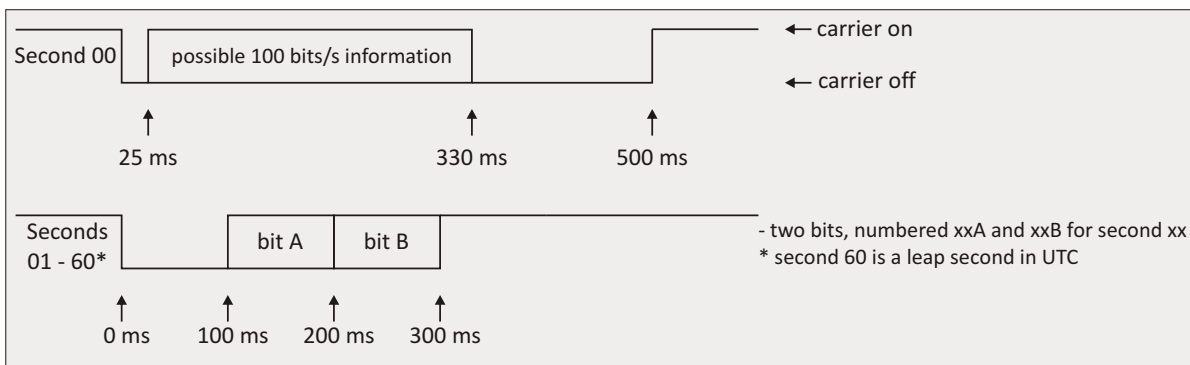 Second 00
possible 100 bits/s information
carrier on
carrier off
25 ms
330 ms
500 ms
Seconds
01 - 60*
bit A
bit B
- two bits, numbered xxA and xxB for second xx
* second 60 is a leap second in UTC
0 ms
100 ms
200 ms
300 ms